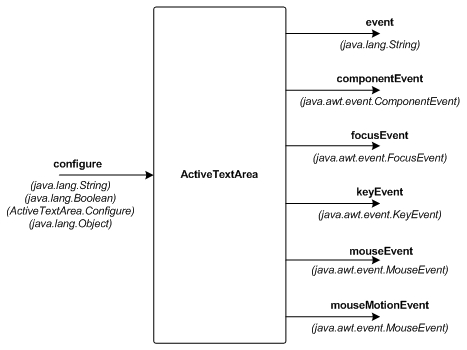 configure
(java.lang.String)
(java.lang.Boolean)
(ActiveTextArea.Configure)
(java.lang.Object)
ActiveTextArea
event
(java.lang.String)
componentEvent
(java.awt.event.ComponentEvent)
focusEvent
(java.awt.event.FocusEvent)
keyEvent
(java.awt.event.KeyEvent)
mouseEvent
(java.awt.event.MouseEvent)
mouseMotionEvent
(java.awt.event.MouseEvent)